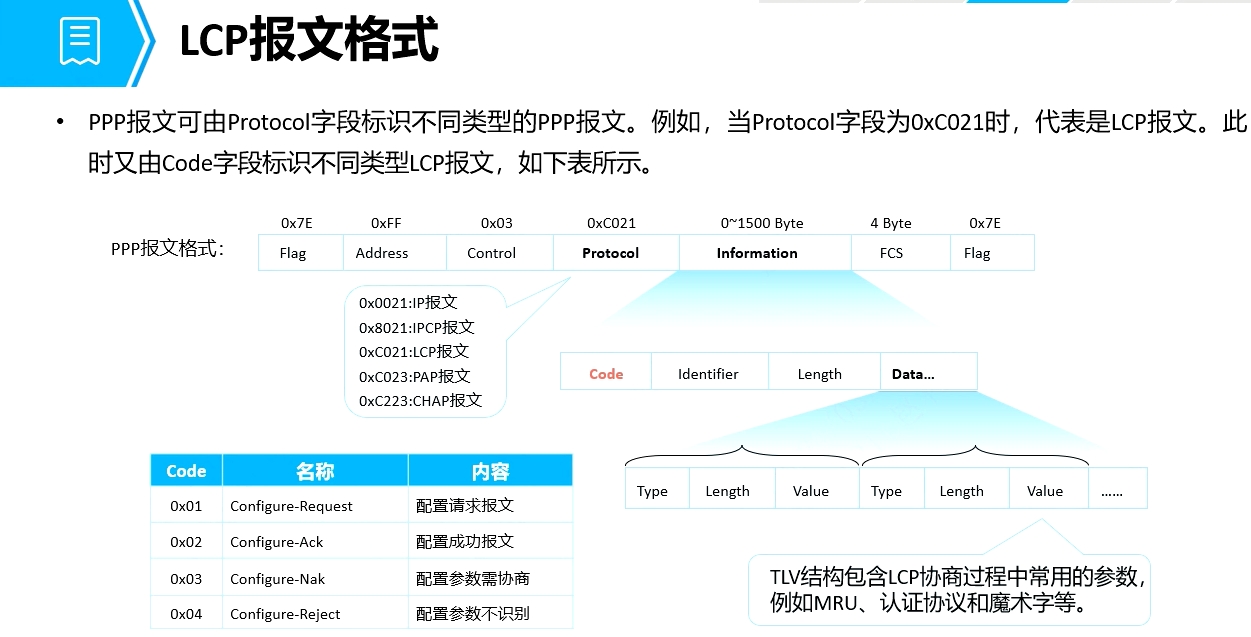 LCP报文格式
• PPP报文可由Protocol字段标识不同类型的PPP报文。例如，当Protocol字段为0xC021时，代表是LCP报文。此
时又由Code字段标识不同类型LCP报文，如下表所示。
0x7E 0xFF 0x03 0xC021 0~1500 Byte 4 Byte 0x7E
PPP报文格式： Flag Address Control Protocol Information FCS Flag
0x0021:IP报文
0x8021:IPCP报文
0xC021:LCP报文
0xC023:PAP报文
0xC223:CHAP报文
Code Identifier Length Data...
Type Length Value Type Length Value ......
TLV结构包含LCP协商过程中常用的参数，
例如MRU、认证协议和魔术字等。
Code 名称 内容
0x01 Configure-Request 配置请求报文
0x02 Configure-Ack 配置成功报文
0x03 Configure-Nak 配置参数需协商
0x04 Configure-Reject 配置参数不识别